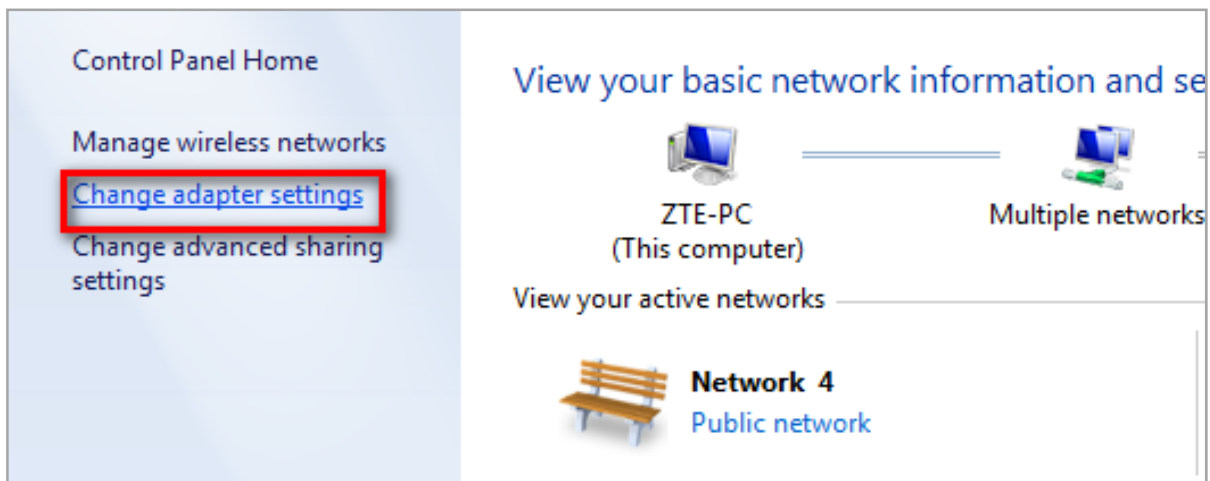 Control Panel Home
Manage wireless networks
Change adapter settings
Change advanced sharing
settings
View your basic network information and se
ZTE-PC
(This computer)
Multiple networks
View your active networks
Network 4
Public network